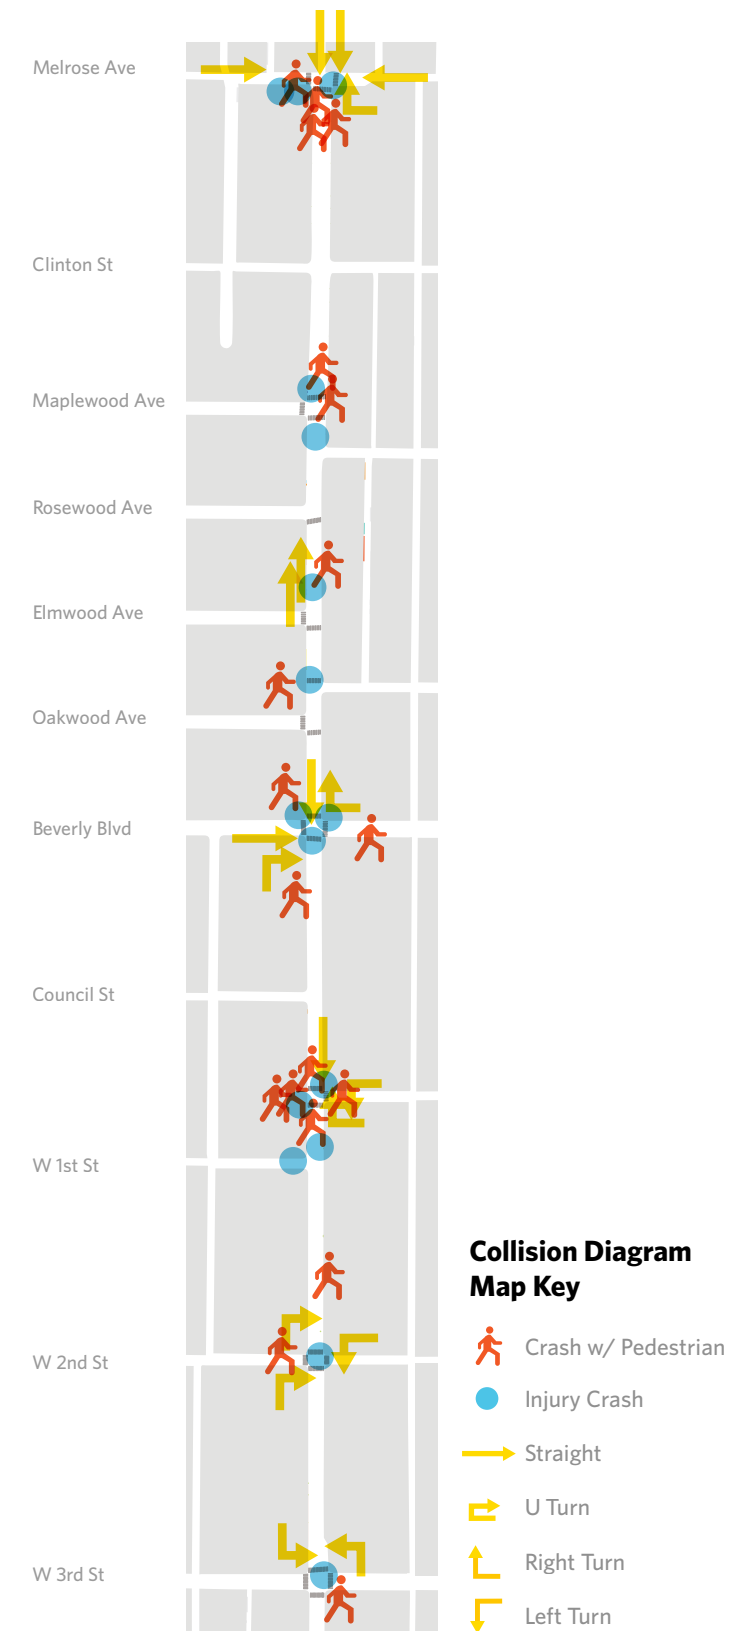 Melrose Ave
Clinton St
Maplewood Ave
Rosewood Ave
Elmwood Ave
Oakwood Ave
Beverly Blvd
Council St
W 1st St
W 2nd St
W 3rd St
Collision Diagram
Map Key
Crash w/ Pedestrian
Injury Crash
Straight
U Turn
Right Turn
Left Turn